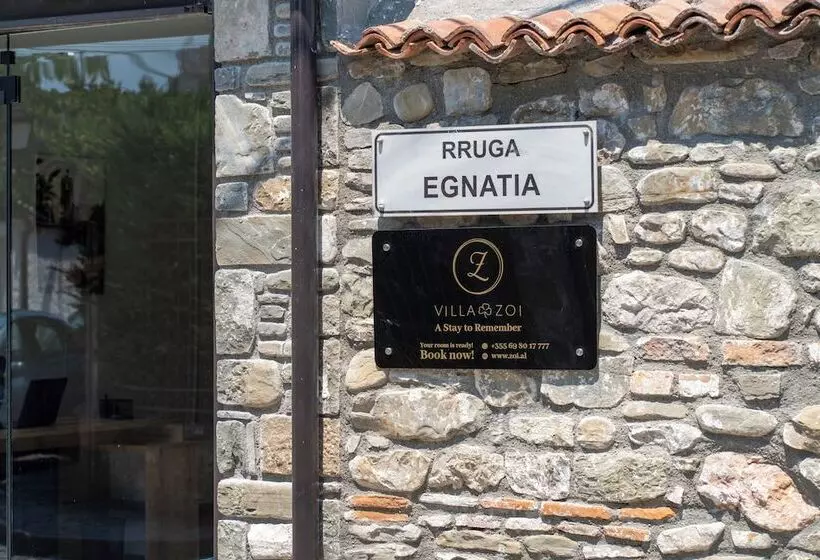 RRUGA
EGNATIA
Z
VILLA ZOI
A Stay to Remember
Your room is ready!
Book now!
+355 69 80 17 777
www.zoi.al